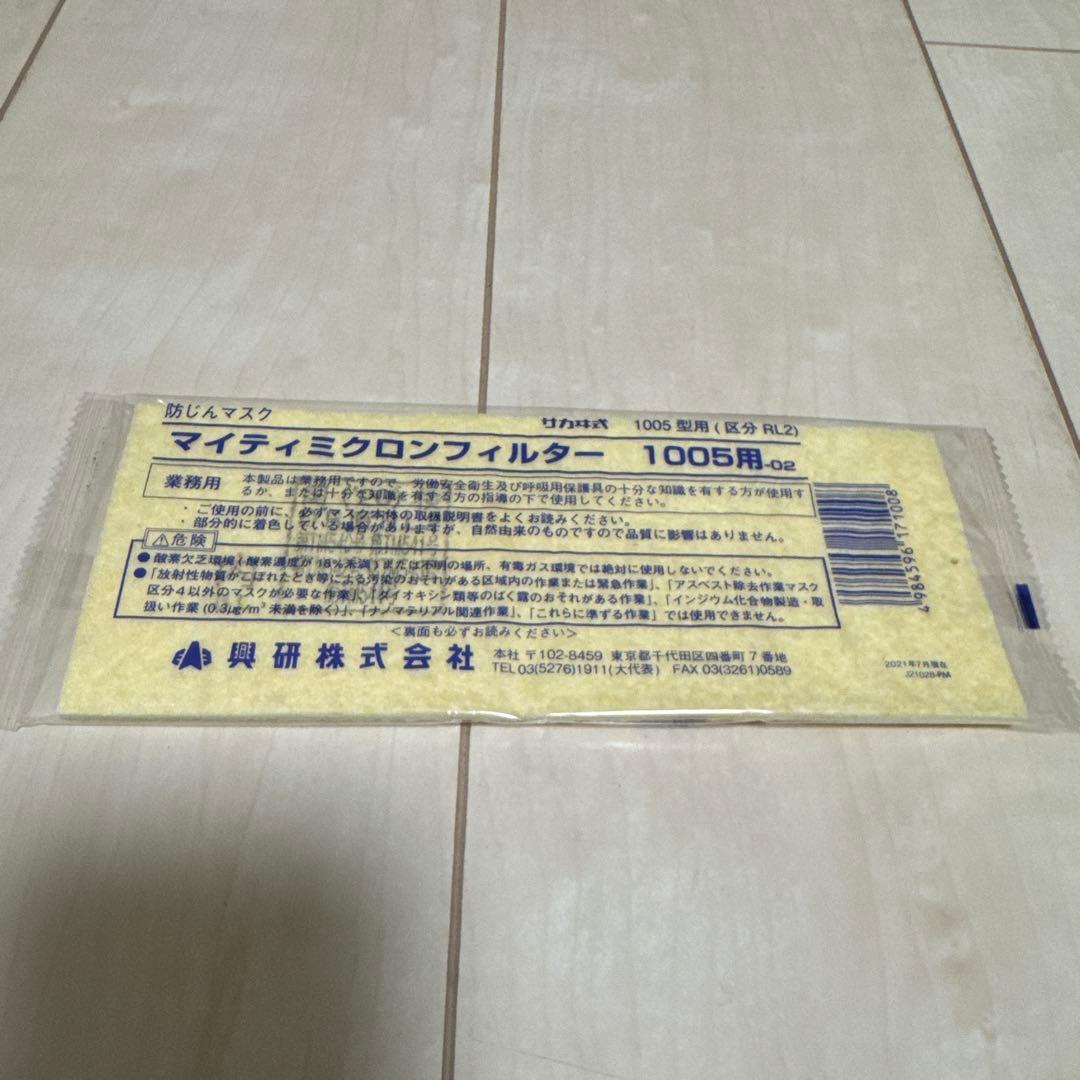 防じんマスク サカヰ式 1005 型用 ( 区分 RL2)
マイティミクロンフィルター 1005用-02
業務用 本製品は業務用ですので、労働安全衛生及び呼吸用保護具の十分な知識を有する方が使用す
るか、または十分な知識を有する方の指導の下で使用してください。
・ご使用の前に、必ずマスク本体の取扱説明書をよくお読みください。
・部分的に着色している場合がありますが、自然由来のものですので品質に影響はありません。
⚠危険
●酸素欠乏環境 ( 酸素濃度が 18%未満 ) または不明の場所、有毒ガス環境では絶対に使用しないでください。
●「放射性物質がこぼれたとき等による汚染のおそれがある区域内の作業または緊急作業」、「アスベスト除去作業マスク
区分4以外のマスクが必要な作業」、「ダイオキシン類等のばく露のおそれがある作業」、「インジウム化合物製造・取
扱い作業 (0.3μg/m³ 未満を除く)」、「ナノマテリアル関連作業」、「これらに準ずる作業」では使用できません。
<裏面も必ずお読みください>
興研株式会社 本社 〒102-8459 東京都千代田区四番町 7 番地
TEL 03(5276)1911(大代表) FAX 03(3261)0589
4984596171008
2021年7月現在
J21028-PM